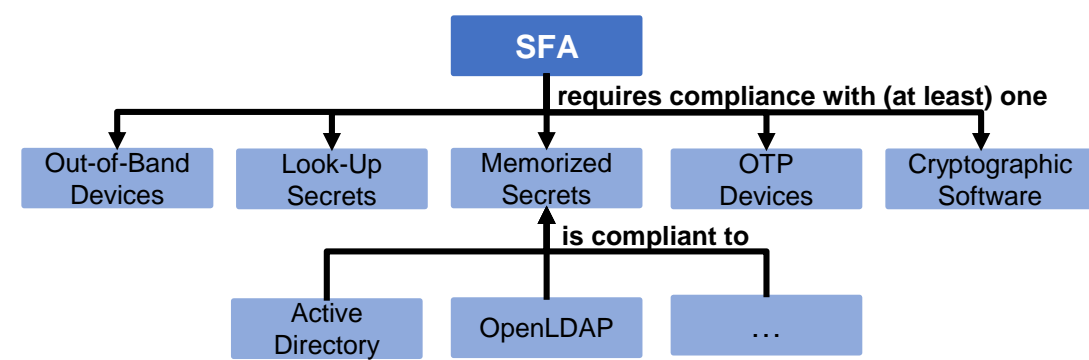 SFA
requires compliance with (at least) one
Out-of-Band
Devices
Look-Up
Secrets
Memorized
Secrets
OTP
Devices
Cryptographic
Software
is compliant to
Active
Directory
OpenLDAP
...